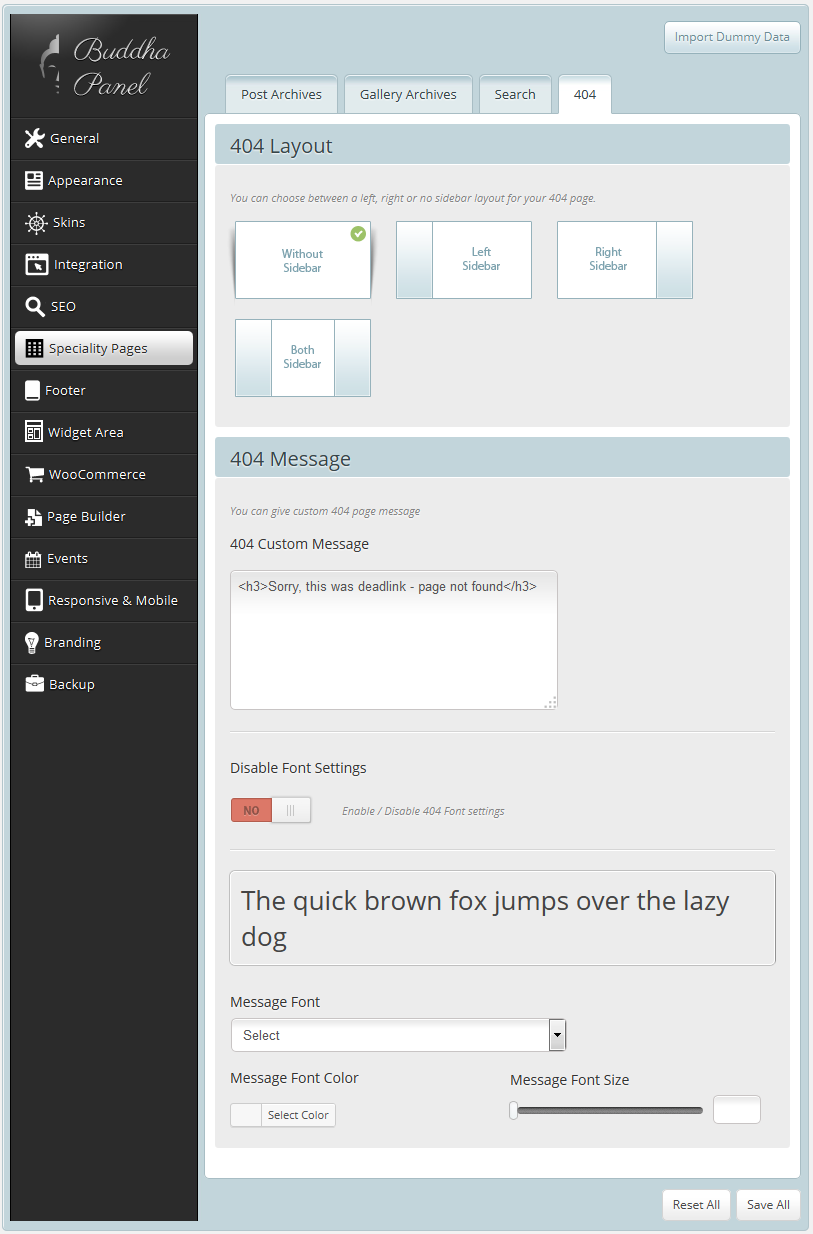 Buddha
Panel
Import Dummy Data
Post Archives
Gallery Archives
Search
404
General
Appearance
Skins
Integration
SEO
Speciality Pages
Footer
Widget Area
WooCommerce
Page Builder
Events
Responsive & Mobile
Branding
Backup
404 Layout
You can choose between a left, right or no sidebar layout for your 404 page.
Without
Sidebar
Left
Sidebar
Right
Sidebar
Both
Sidebar
404 Message
You can give custom 404 page message
404 Custom Message
<h3>Sorry, this was deadlink - page not found</h3>
Disable Font Settings
NO
Enable / Disable 404 Font settings
The quick brown fox jumps over the lazy
dog
Message Font
Select
Message Font Color
Message Font Size
Select Color
Reset All
Save All